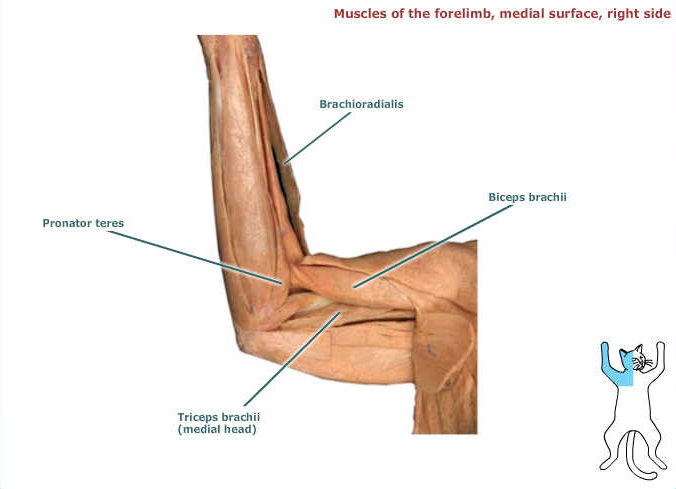 Muscles of the forelimb, medial surface, right side
Brachioradialis
Biceps brachii
Pronator teres
Triceps brachii
(medial head)